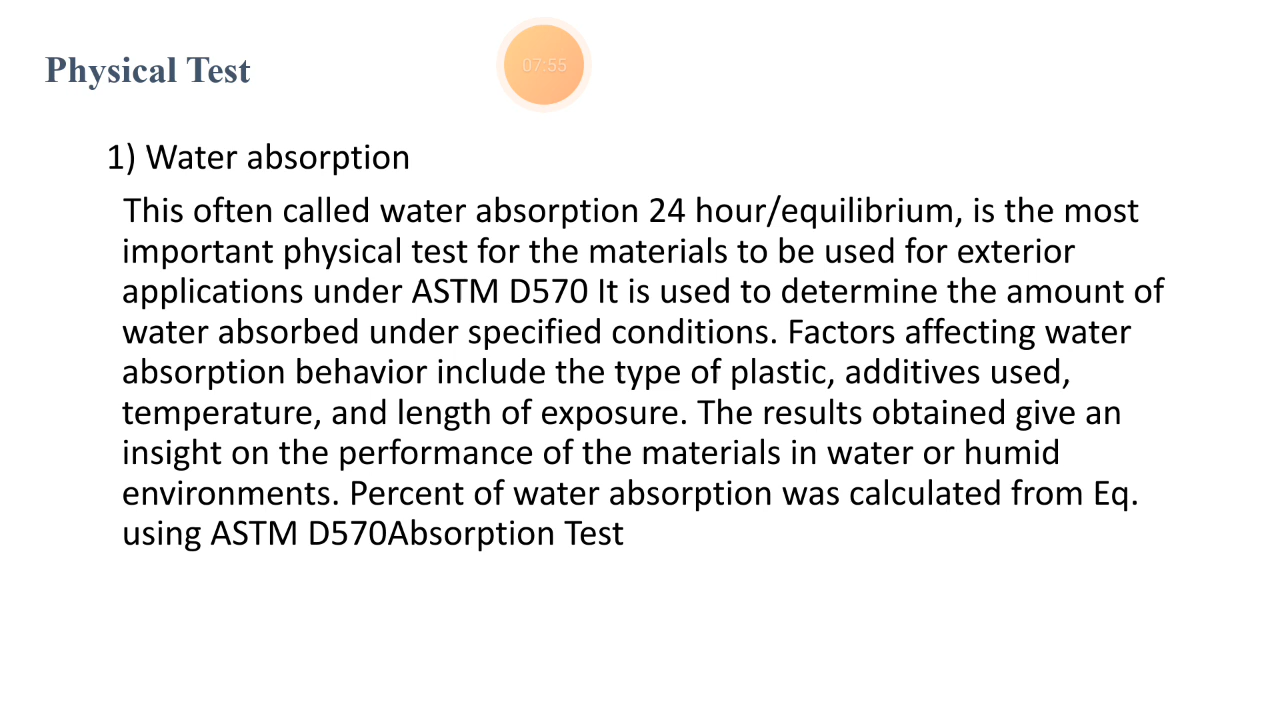 Physical Test
07:55
1) Water absorption
This often called water absorption 24 hour/equilibrium, is the most
important physical test for the materials to be used for exterior
applications under ASTM D570 It is used to determine the amount of
water absorbed under specified conditions. Factors affecting water
absorption behavior include the type of plastic, additives used,
temperature, and length of exposure. The results obtained give an
insight on the performance of the materials in water or humid
environments. Percent of water absorption was calculated from Eq.
using ASTM D570Absorption Test